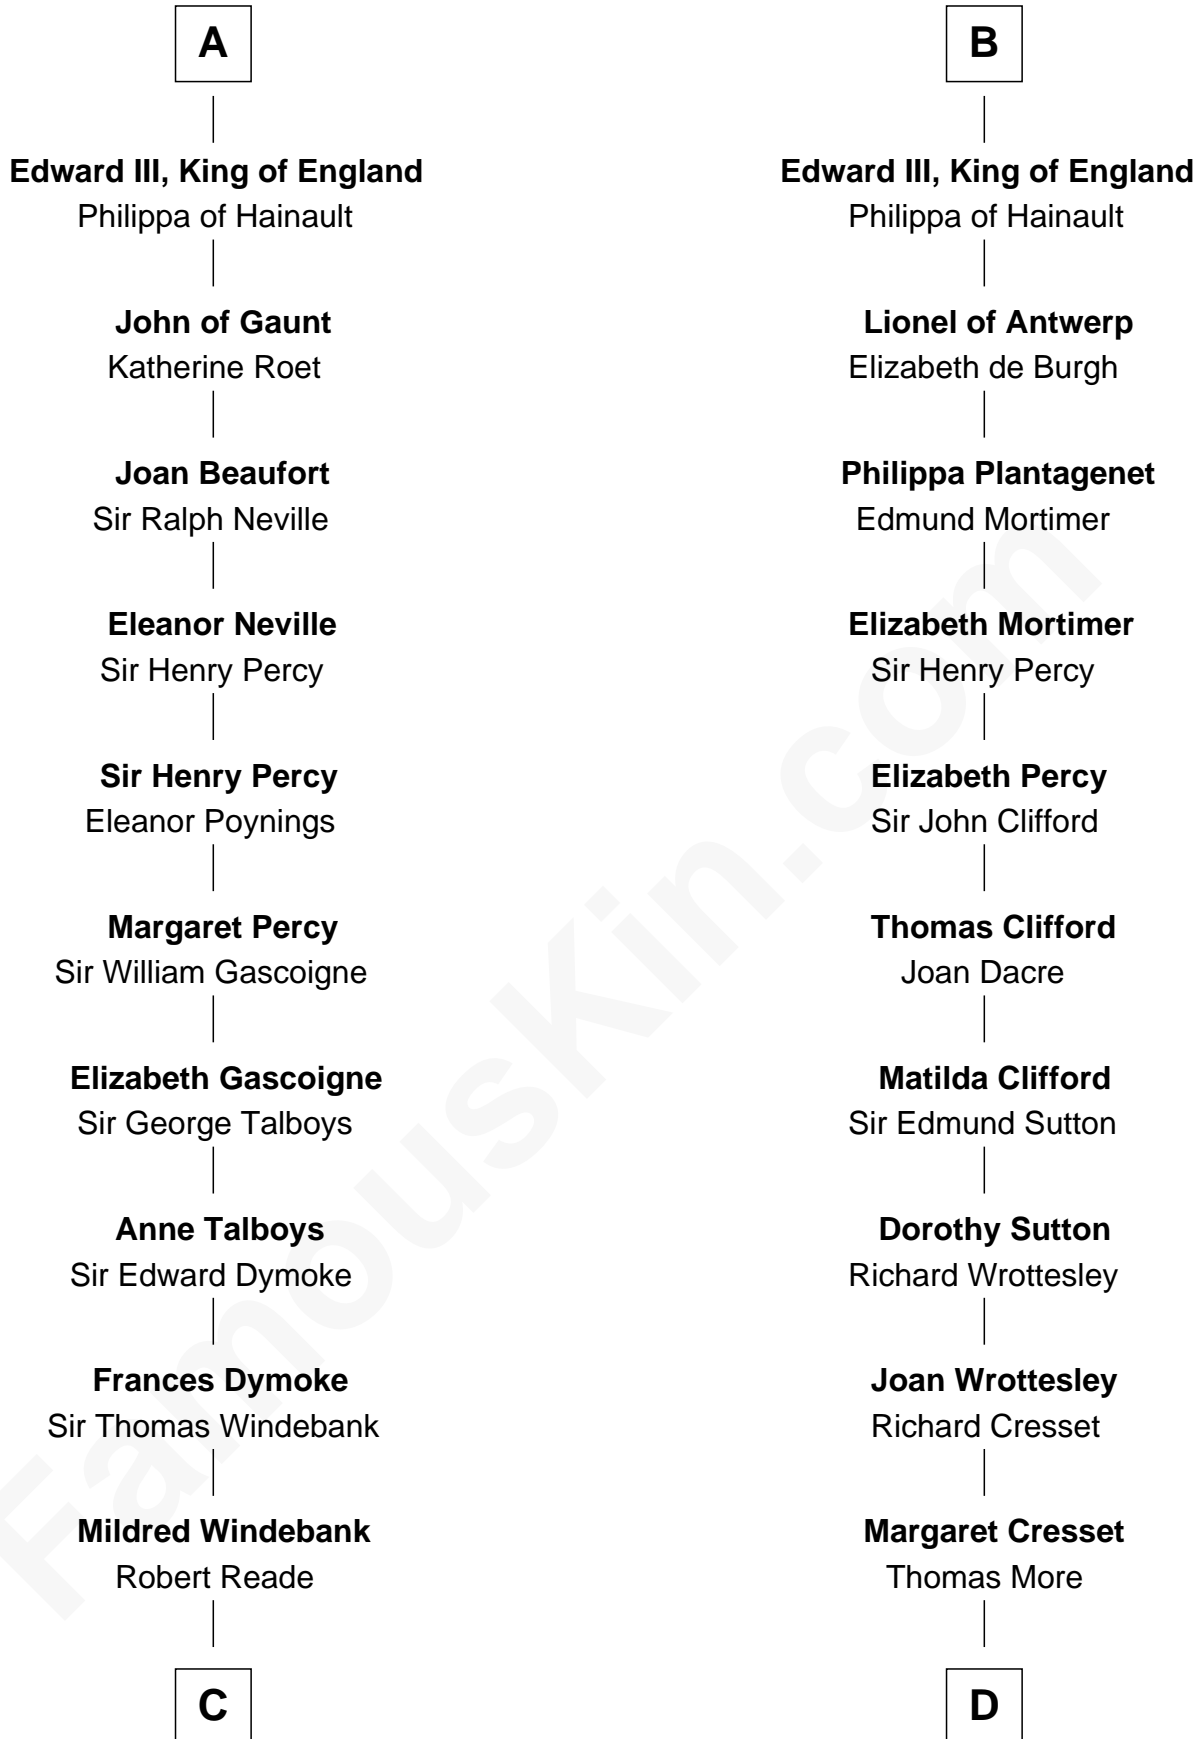 A
Edward III, King of England
Philippa of Hainault
John of Gaunt
Katherine Roet
Joan Beaufort
Sir Ralph Neville
Eleanor Neville
Sir Henry Percy
Sir Henry Percy
Eleanor Poynings
Margaret Percy
Sir William Gascoigne
Elizabeth Gascoigne
Sir George Talboys
Anne Talboys
Sir Edward Dymoke
Frances Dymoke
Sir Thomas Windebank
Mildred Windebank
Robert Reade
C
B
Edward III, King of England
Philippa of Hainault
Lionel of Antwerp
Elizabeth de Burgh
Philippa Plantagenet
Edmund Mortimer
Elizabeth Mortimer
Sir Henry Percy
Elizabeth Percy
Sir John Clifford
Thomas Clifford
Joan Dacre
Matilda Clifford
Sir Edmund Sutton
Dorothy Sutton
Richard Wrottesley
Joan Wrottesley
Richard Cresset
Margaret Cresset
Thomas More
D
FamousKin.com